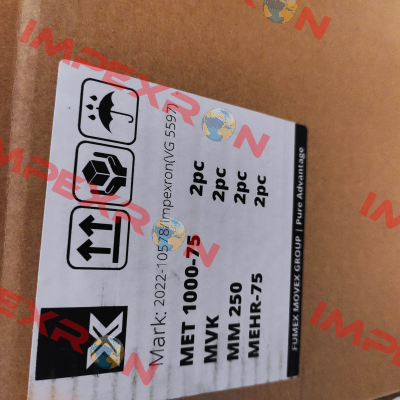 Mark: 2022-10578/Impexron(VG 5597)
MET 1000-75 2pc
MVK 2pc
MM 250 2pc
MEHR-75 2pc
FUMEX MOVEX GROUP | Pure Advantage
IMPEXRON
IMPEXRON
IMPEXRON